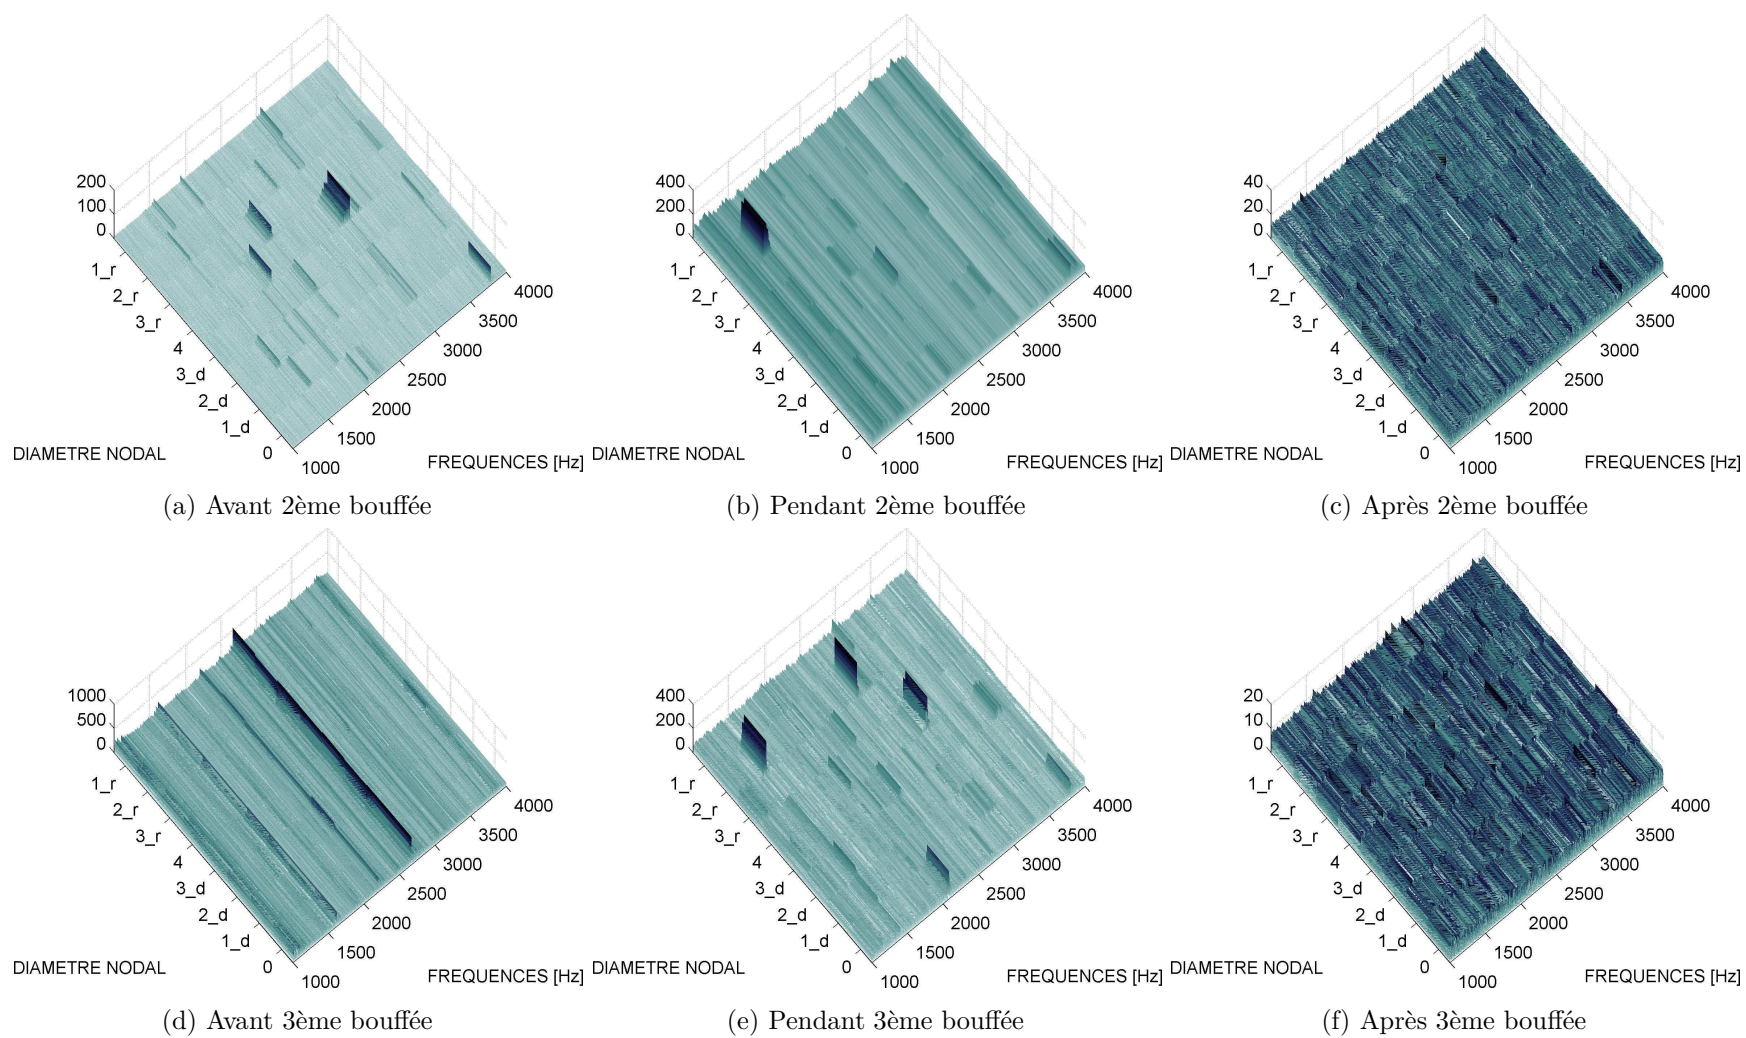 200
100
0
1_r
2_r
3_r
4
3_d
2_d
1_d
0
1000
1500
2000
2500
3000
3500
4000
DIAMETRE NODAL
FREQUENCES [Hz]
(a) Avant 2ème bouffée
400
200
0
1_r
2_r
3_r
4
3_d
2_d
1_d
0
1000
1500
2000
2500
3000
3500
4000
DIAMETRE NODAL
FREQUENCES [Hz]
(b) Pendant 2ème bouffée
40
20
0
1_r
2_r
3_r
4
3_d
2_d
1_d
0
1000
1500
2000
2500
3000
3500
4000
DIAMETRE NODAL
FREQUENCES [Hz]
(c) Après 2ème bouffée
1000
500
0
1_r
2_r
3_r
4
3_d
2_d
1_d
0
1000
1500
2000
2500
3000
3500
4000
DIAMETRE NODAL
FREQUENCES [Hz]
(d) Avant 3ème bouffée
400
200
0
1_r
2_r
3_r
4
3_d
2_d
1_d
0
1000
1500
2000
2500
3000
3500
4000
DIAMETRE NODAL
FREQUENCES [Hz]
(e) Pendant 3ème bouffée
20
10
0
1_r
2_r
3_r
4
3_d
2_d
1_d
0
1000
1500
2000
2500
3000
3500
4000
DIAMETRE NODAL
FREQUENCES [Hz]
(f) Après 3ème bouffée